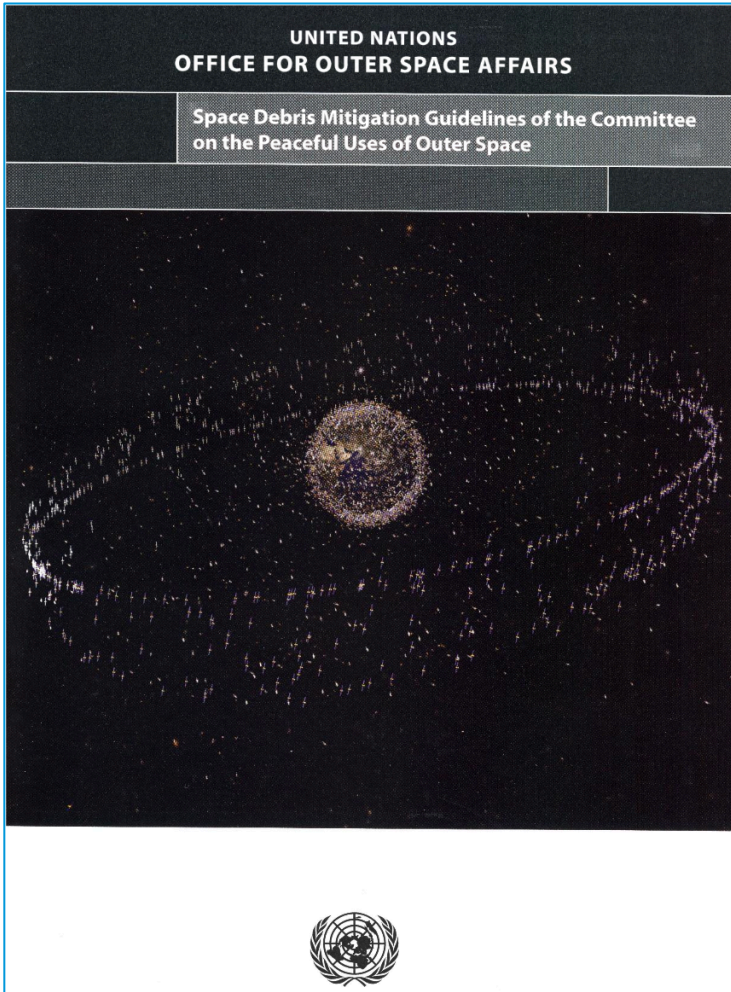 UNITED NATIONS
OFFICE FOR OUTER SPACE AFFAIRS
Space Debris Mitigation Guidelines of the Committee
on the Peaceful Uses of Outer Space